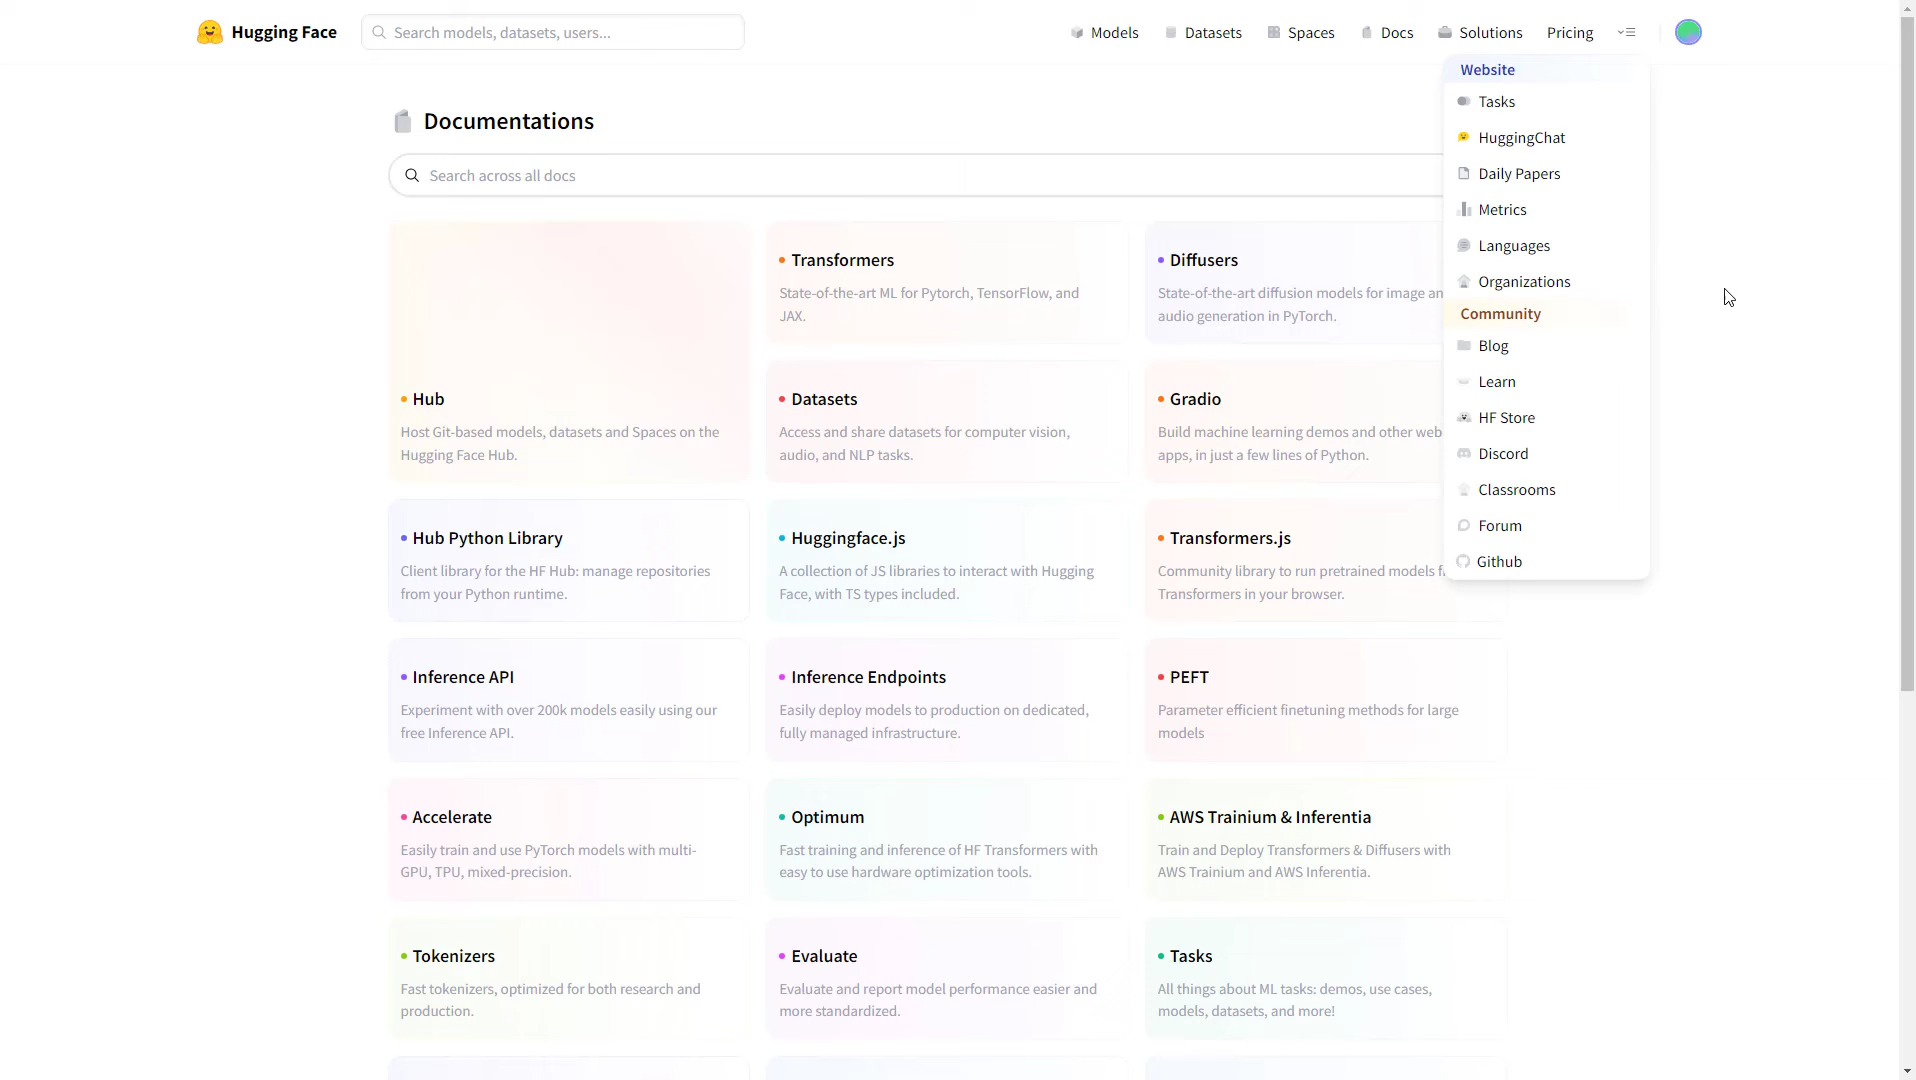 Hugging Face
Search models, datasets, users...
Models
Datasets
Spaces
Docs
Solutions
Pricing
Website
Tasks
HuggingChat
Daily Papers
Metrics
Languages
Organizations
Community
Blog
Learn
HF Store
Discord
Classrooms
Forum
Github
Documentations
Search across all docs
Hub
Host Git-based models, datasets and Spaces on the
Hugging Face Hub.
Transformers
State-of-the-art ML for Pytorch, TensorFlow, and
JAX.
Diffusers
State-of-the-art diffusion models for image an
audio generation in PyTorch.
Datasets
Access and share datasets for computer vision,
audio, and NLP tasks.
Gradio
Build machine learning demos and other web
apps, in just a few lines of Python.
Hub Python Library
Client library for the HF Hub: manage repositories
from your Python runtime.
Huggingface.js
A collection of JS libraries to interact with Hugging
Face, with TS types included.
Transformers.js
Community library to run pretrained models f
Transformers in your browser.
Inference API
Experiment with over 200k models easily using our
free Inference API.
Inference Endpoints
Easily deploy models to production on dedicated,
fully managed infrastructure.
PEFT
Parameter efficient finetuning methods for large
models
Accelerate
Easily train and use PyTorch models with multi-
GPU, TPU, mixed-precision.
Optimum
Fast training and inference of HF Transformers with
easy to use hardware optimization tools.
AWS Trainium & Inferentia
Train and Deploy Transformers & Diffusers with
AWS Trainium and AWS Inferentia.
Tokenizers
Fast tokenizers, optimized for both research and
production.
Evaluate
Evaluate and report model performance easier and
more standardized.
Tasks
All things about ML tasks: demos, use cases,
models, datasets, and more!